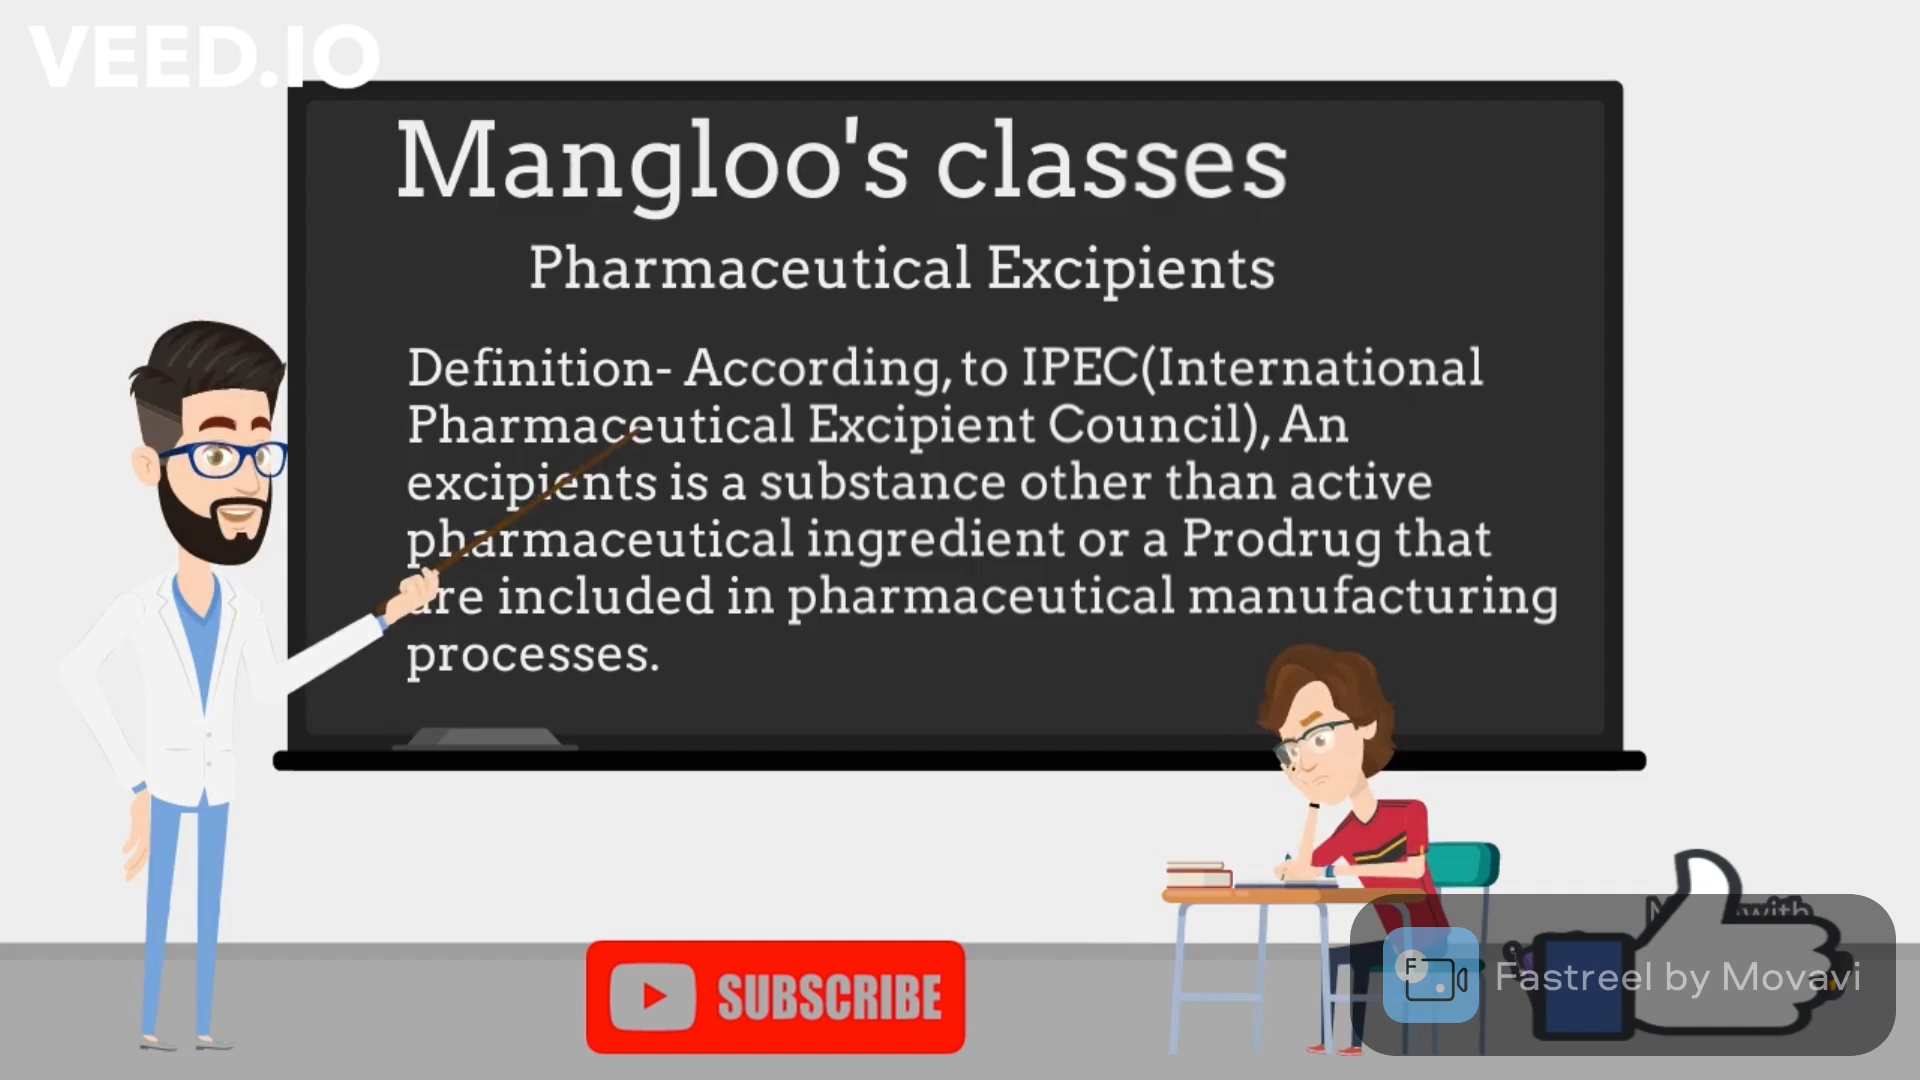 VEED.IO
Mangloo's classes
Pharmaceutical Excipients
Definition- According, to IPEC(International
Pharmaceutical Excipient Council), An
excipients is a substance other than active
pharmaceutical ingredient or a Prodrug that
are included in pharmaceutical manufacturing
processes.
SUBSCRIBE
with
F
Fastreel by Movavi